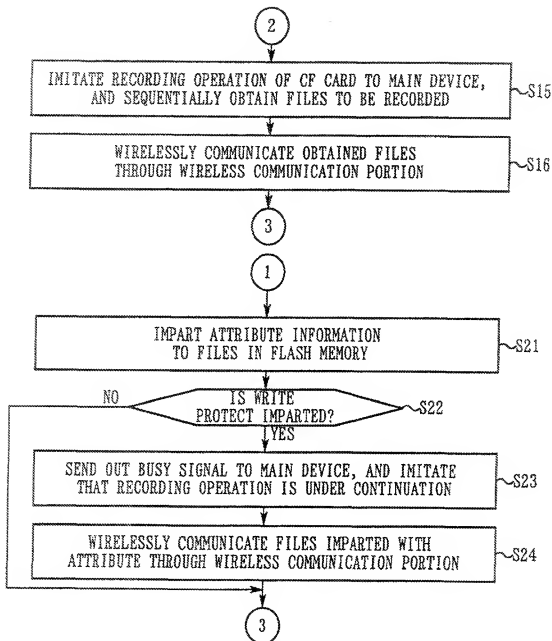 2
IMITATE RECORDING OPERATION OF CF CARD TO MAIN DEVICE,
AND SEQUENTIALLY OBTAIN FILES TO BE RECORDED
S15
WIRELESSLY COMMUNICATE OBTAINED FILES
THROUGH WIRELESS COMMUNICATION PORTION
S16
3
1
IMPART ATTRIBUTE INFORMATION
TO FILES IN FLASH MEMORY
S21
NO
IS WRITE
PROTECT IMPARTED?
S22
YES
SEND OUT BUSY SIGNAL TO MAIN DEVICE, AND IMITATE
THAT RECORDING OPERATION IS UNDER CONTINUATION
S23
WIRELESSLY COMMUNICATE FILES IMPARTED WITH
ATTRIBUTE THROUGH WIRELESS COMMUNICATION PORTION
S24
3